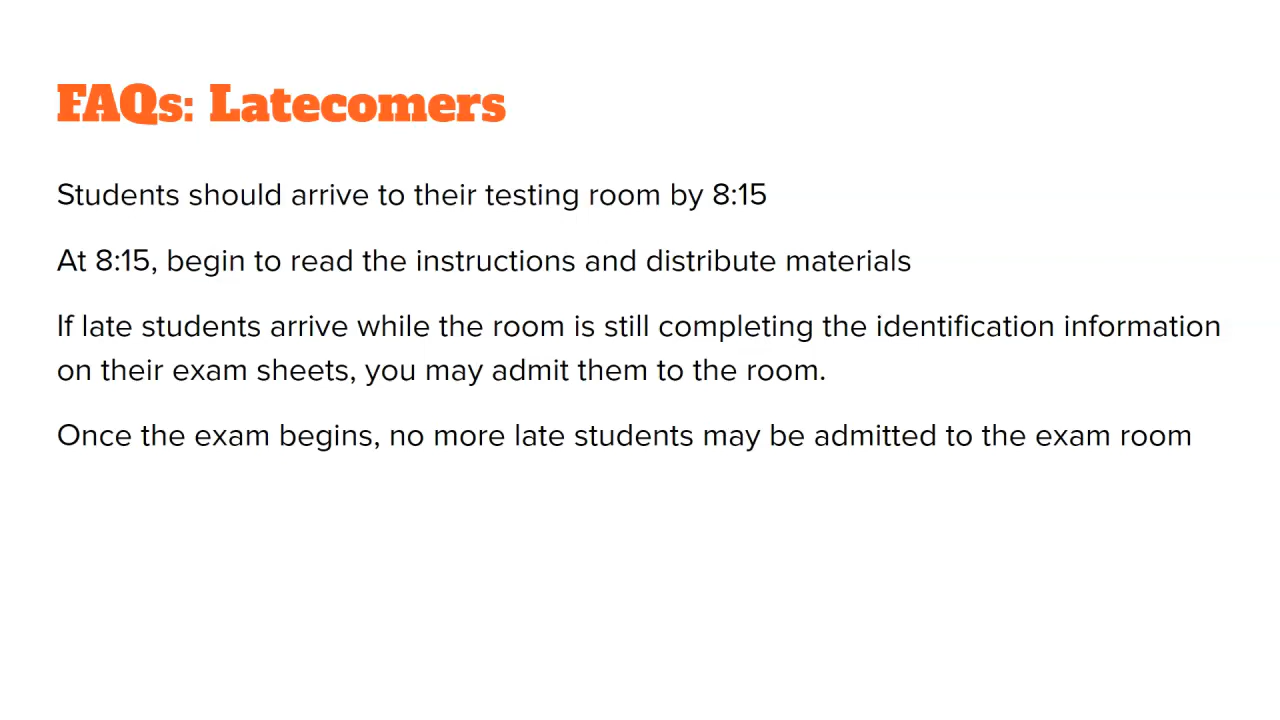 FAQs: Latecomers
Students should arrive to their testing room by 8:15
At 8:15, begin to read the instructions and distribute materials
If late students arrive while the room is still completing the identification information
on their exam sheets, you may admit them to the room.
Once the exam begins, no more late students may be admitted to the exam room